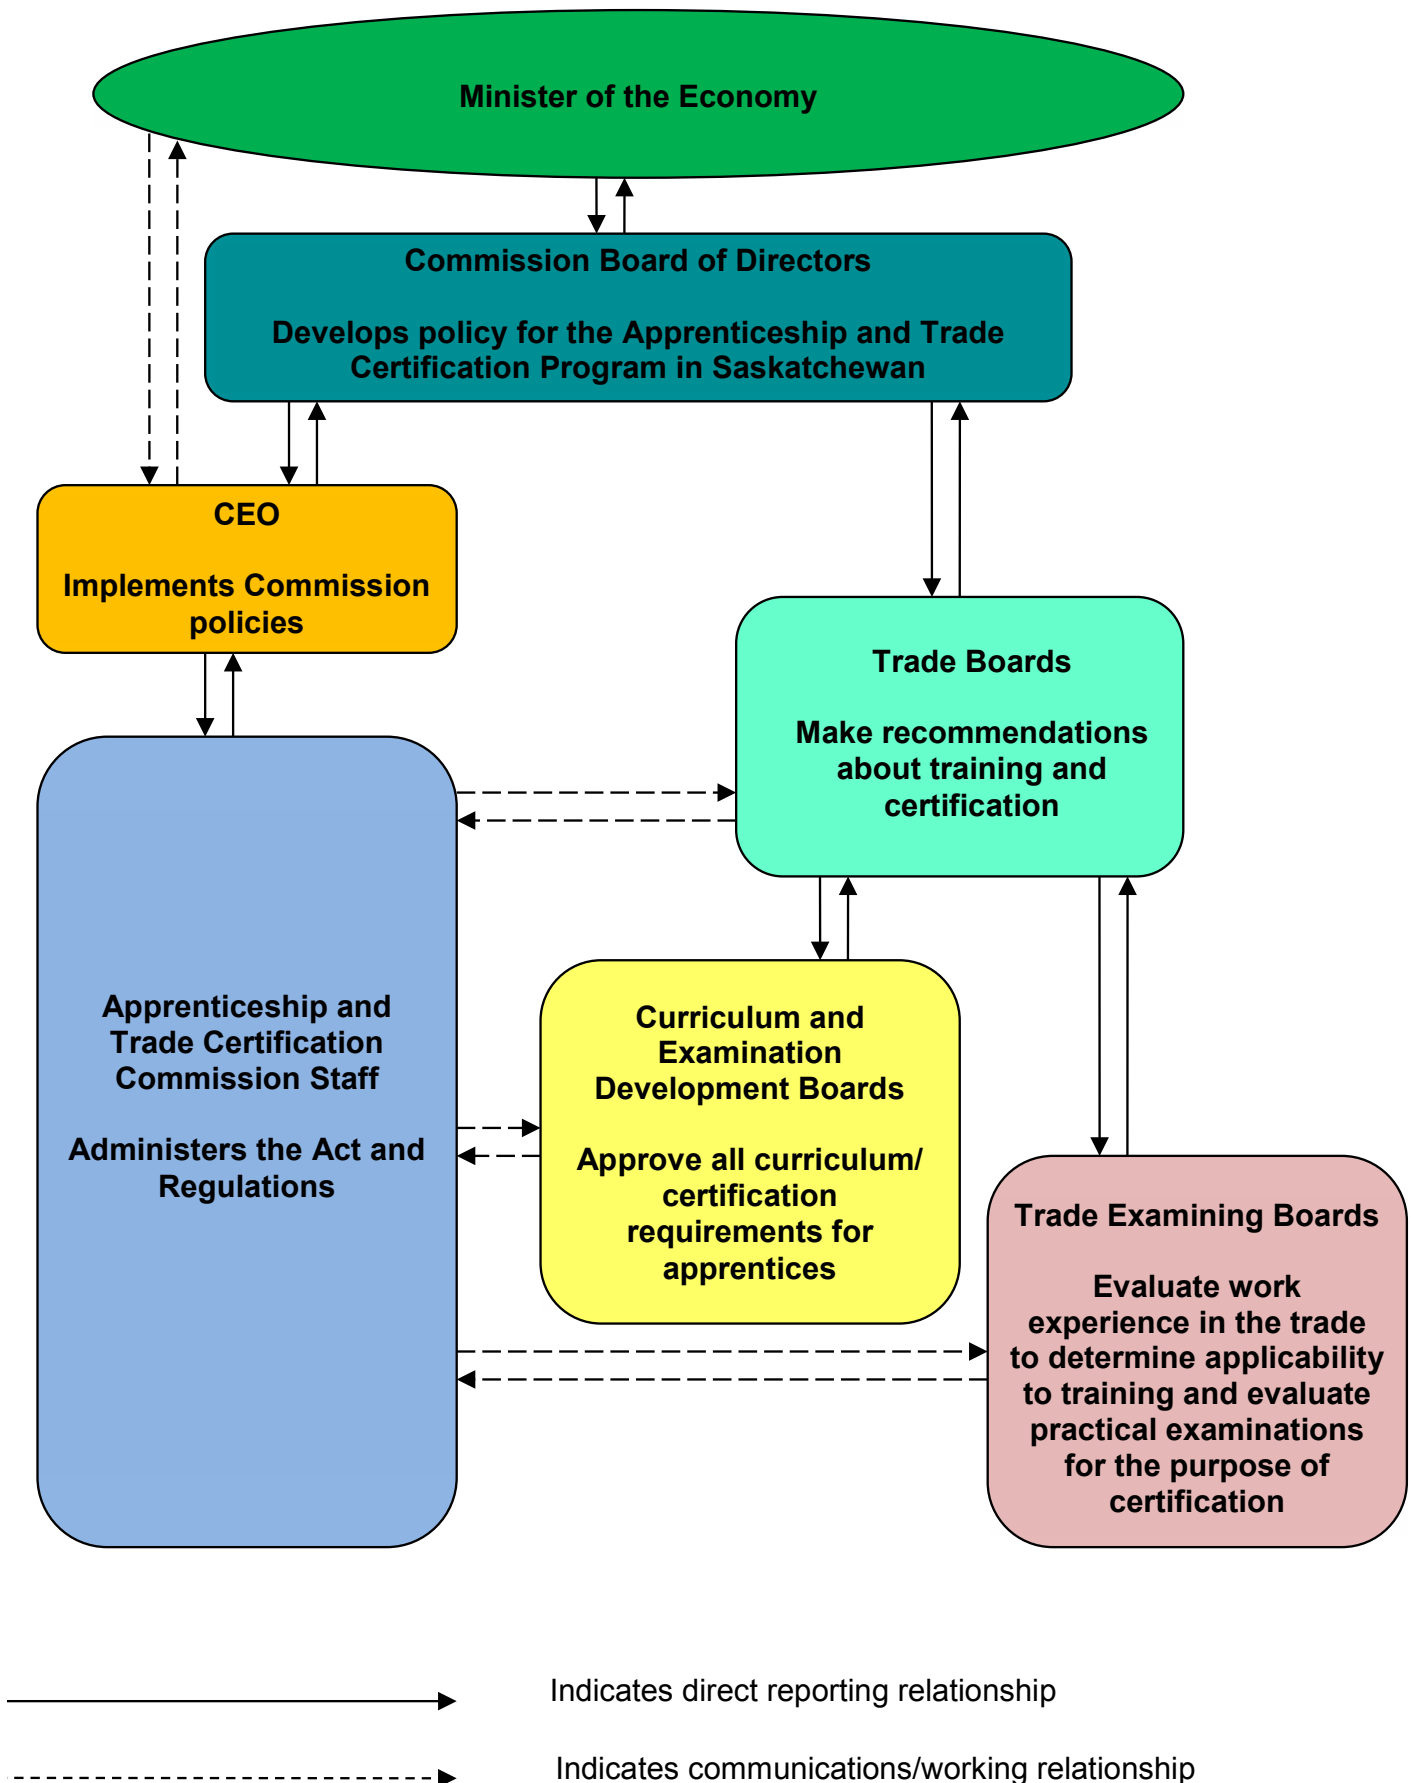 Minister of the Economy
Commission Board of Directors
Develops policy for the Apprenticeship and Trade
Certification Program in Saskatchewan
CEO
Implements Commission
policies
Trade Boards
Make recommendations
about training and
certification
Apprenticeship and
Trade Certification
Commission Staff
Administers the Act and
Regulations
Curriculum and
Examination
Development Boards
Approve all curriculum/
certification
requirements for
apprentices
Trade Examining Boards
Evaluate work
experience in the trade
to determine applicability
to training and evaluate
practical examinations
for the purpose of
certification
Indicates direct reporting relationship
Indicates communications/working relationship